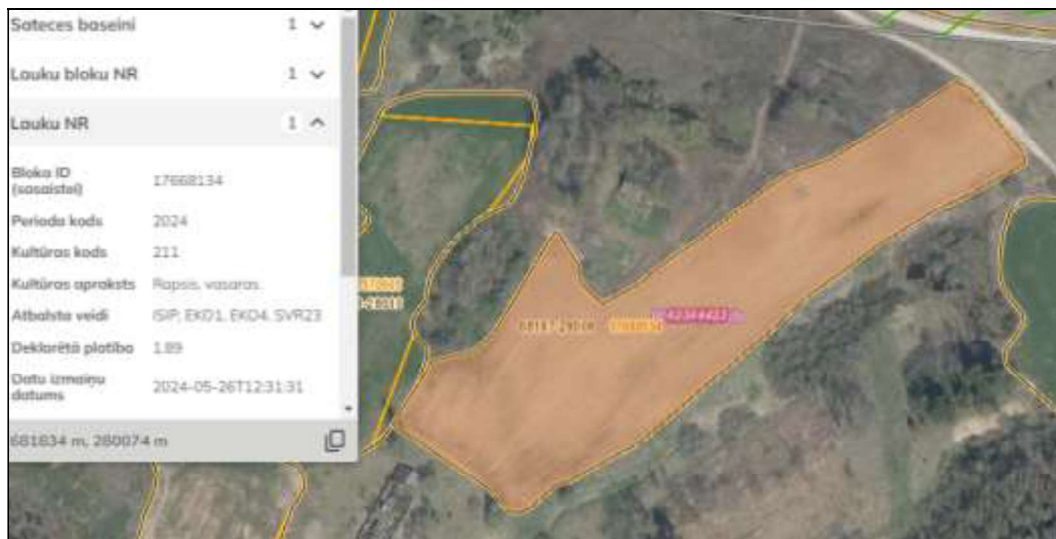 Sateces baseini 1
Lauku bloku NR 1
Lauku NR 1
Bloka ID
(sasaistei) 17668134
Perioda kods 2024
Kultūras kods 211
Kultūras apraksts Rapsis, vasaras.
Atbalsta veidi ISIP, EKO1, EKO4, SVR23
Deklarētā platība 1.89
Datu izmaiņu
datums 2024-05-26T12:31:31
681834 m, 280074 m